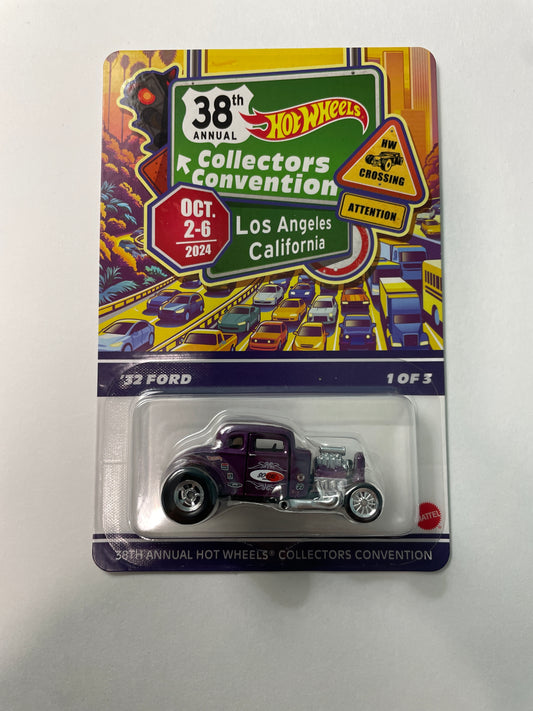 38th
ANNUAL
HOT WHEELS
Collectors
Convention
HW
CROSSING
ATTENTION
OCT.
2-6
2024
Los Angeles
California
'32 FORD
1 OF 3
MATTEL
38TH ANNUAL HOT WHEELS® COLLECTORS CONVENTION